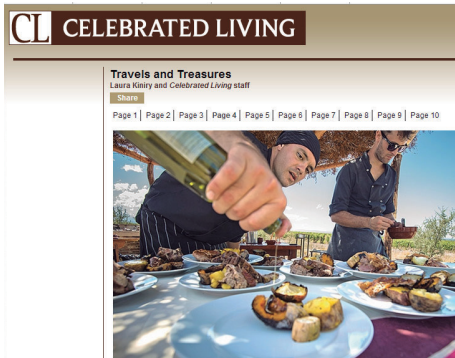 CL CELEBRATED LIVING
Travels and Treasures
Laura Kiniry and Celebrated Living staff
Share
Page 1 | Page 2 | Page 3 | Page 4 | Page 5 | Page 6 | Page 7 | Page 8 | Page 9 | Page 10